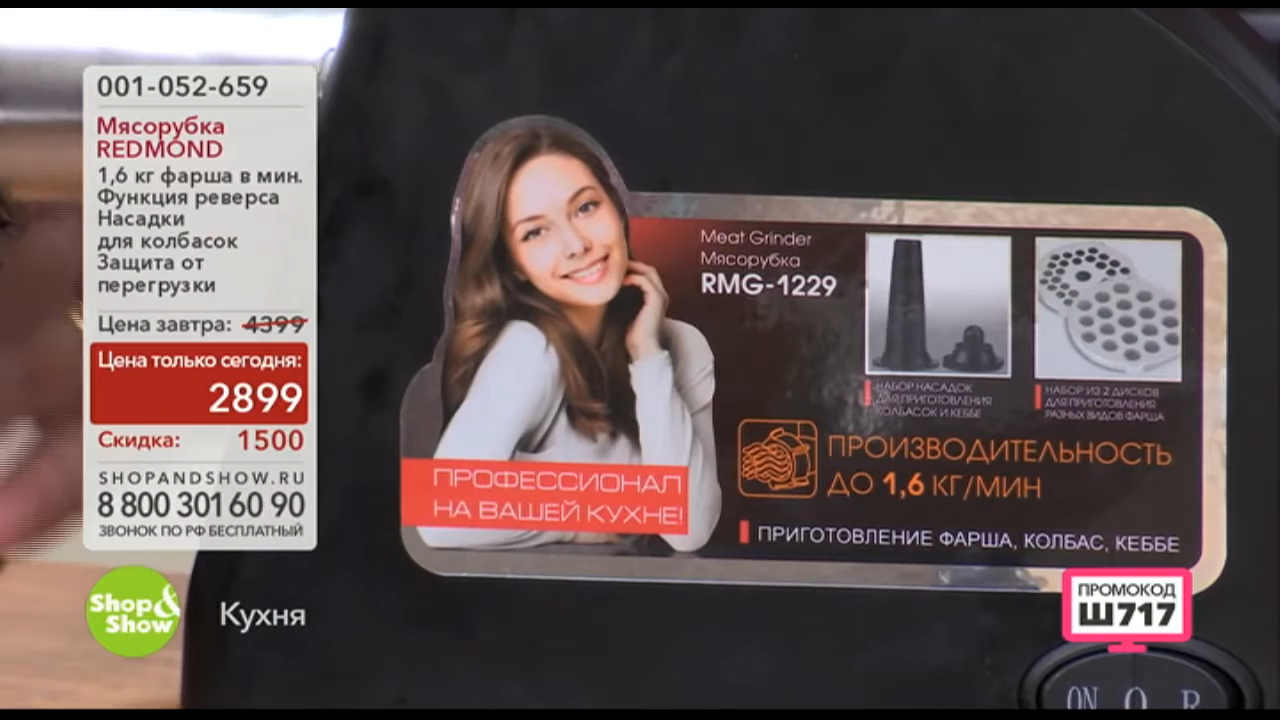 001-052-659
Мясорубка
REDMOND
1,6 кг фарша в мин.
Функция реверса
Насадки
для колбасок
Защита от
перегрузки
Цена завтра: 4399
Цена только сегодня:
2899
Скидка: 1500
SHOPANDSHOW.RU
8 800 301 60 90
ЗВОНОК ПО РФ БЕСПЛАТНЫЙ
Shop&
Show
Кухня
Meat Grinder
Мясорубка
RMG-1229
НАБОР НАСАДОК
ДЛЯ ПРИГОТОВЛЕНИЯ
КОЛБАСОК И КЕББЕ
НАБОР ИЗ 2 ДИСКОВ
ДЛЯ ПРИГОТОВЛЕНИЯ
РАЗНЫХ ВИДОВ ФАРША
ПРОИЗВОДИТЕЛЬНОСТЬ
ДО 1,6 КГ/МИН
ПРОФЕССИОНАЛ
НА ВАШЕЙ КУХНЕ!
ПРИГОТОВЛЕНИЕ ФАРША, КОЛБАС, КЕББЕ
ПРОМОКОД
Ш717
ON O R